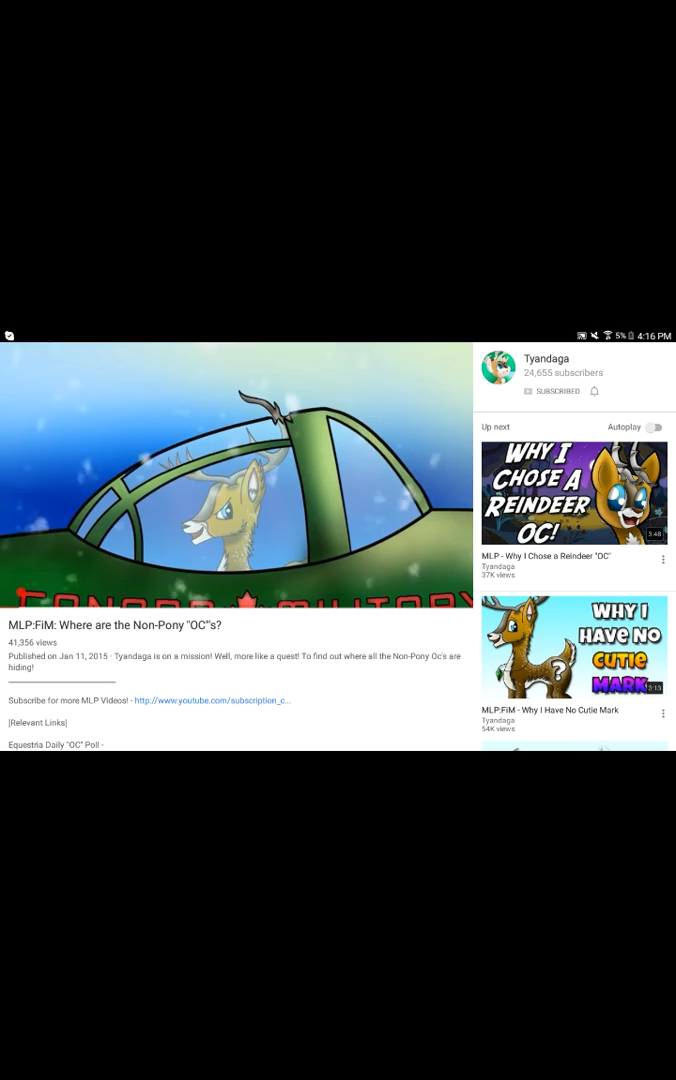 5% 4:16 PM
CANADA MILITARY
MLP:FiM: Where are the Non-Pony "OC"'s?
41,356 views
Published on Jan 11, 2015 · Tyandaga is on a mission! Well, more like a quest! To find out where all the Non-Pony Oc's are
hiding!
Subscribe for more MLP Videos! - http://www.youtube.com/subscription_c...
|Relevant Links|
Equestria Daily "OC" Poll -
Tyandaga
24,655 subscribers
SUBSCRIBED
Up next Autoplay
WHY I
CHOSE A
REINDEER
OC!
3:48
MLP - Why I Chose a Reindeer "OC"
Tyandaga
37K views
WHY I
HAVE NO
CUTIE
MARK
3:13
MLP:FiM - Why I Have No Cutie Mark
Tyandaga
54K views